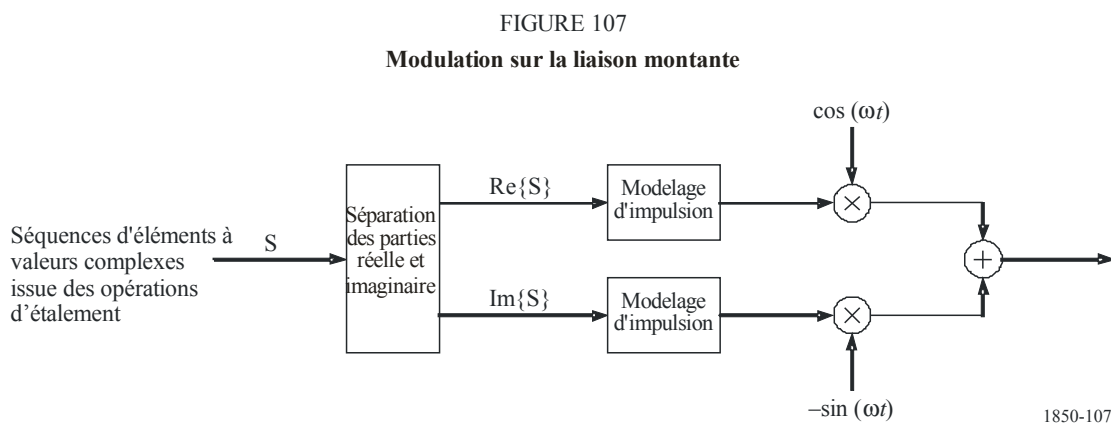 FIGURE 107
Modulation sur la liaison montante
cos (ωt)
Re{S}
Modelage
d'impulsion
×
Séquences d'éléments à
valeurs complexes
issue des opérations
d'étalement
S
Séparation
des parties
réelle et
imaginaire
+
Im{S}
Modelage
d'impulsion
×
–sin (ωt)
1850-107